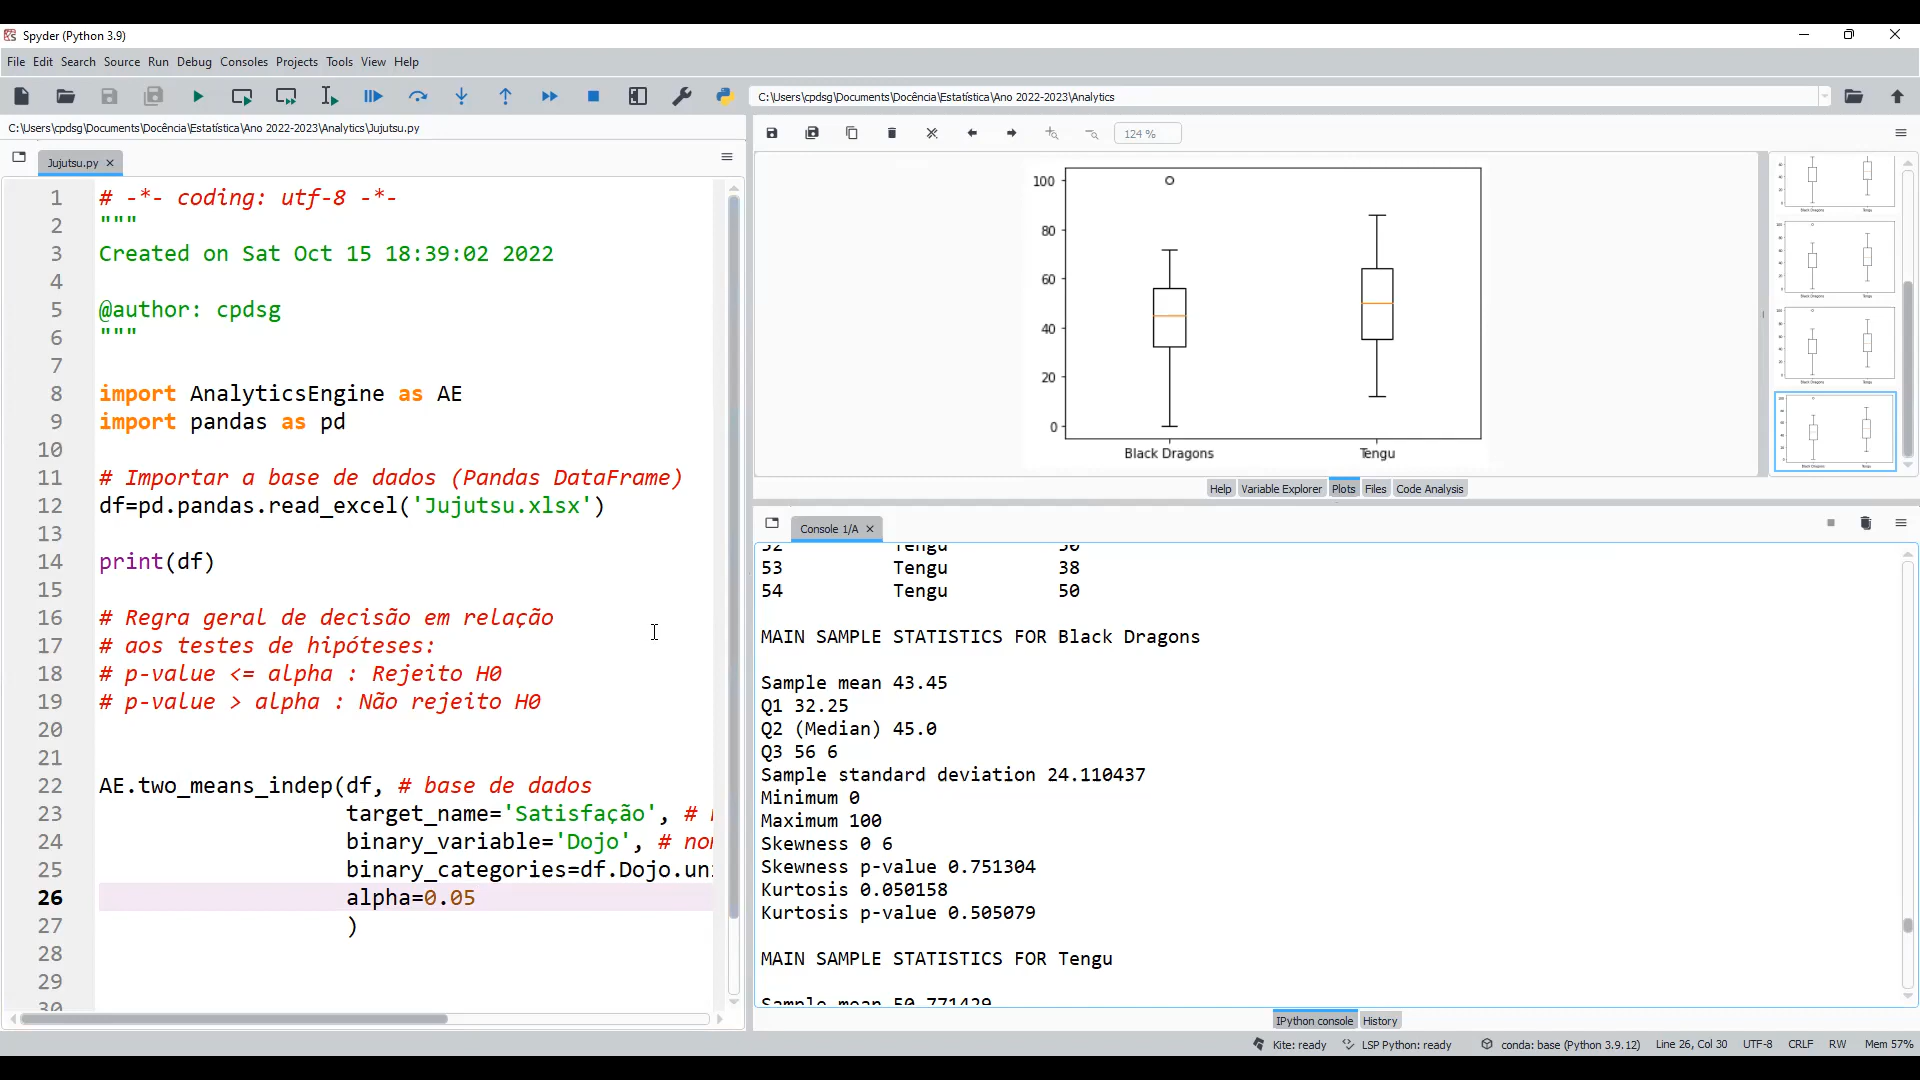 Spyder (Python 3.9)
File Edit Search Source Run Debug Consoles Projects Tools View Help
C:\Users\cpdsg\Documents\Docência\Estatística\Ano 2022-2023\Analytics
C:\Users\cpdsg\Documents\Docência\Estatística\Ano 2022-2023\Analytics\Jujutsu.py
Jujutsu.py
1 # -*- coding: utf-8 -*-
2 """
3 Created on Sat Oct 15 18:39:02 2022
4
5 @author: cpdsg
6 """
7
8 import AnalyticsEngine as AE
9 import pandas as pd
10
11 # Importar a base de dados (Pandas DataFrame)
12 df=pd.pandas.read_excel('Jujutsu.xlsx')
13
14 print(df)
15
16 # Regra geral de decisão em relação
17 # aos testes de hipóteses:
18 # p-value <= alpha : Rejeito H0
19 # p-value > alpha : Não rejeito H0
20
21
22 AE.two_means_indep(df, # base de dados
23 target_name='Satisfação', #
24 binary_variable='Dojo', #
25 binary_categories=df.Dojo.
26 alpha=0.05
27 )
28
29
30
124 %
100
80
60
40
20
0
Black Dragons Tengu
Help Variable Explorer Plots Files Code Analysis
Console 1/A
52 Tengu 50
53 Tengu 38
54 Tengu 50
MAIN SAMPLE STATISTICS FOR Black Dragons
Sample mean 43.45
Q1 32.25
Q2 (Median) 45.0
Q3 56 6
Sample standard deviation 24.110437
Minimum 0
Maximum 100
Skewness 0 6
Skewness p-value 0.751304
Kurtosis 0.050158
Kurtosis p-value 0.505079
MAIN SAMPLE STATISTICS FOR Tengu
Sample mean 50.771429
IPython console History
Kite: ready LSP Python: ready conda: base (Python 3.9.12) Line 26, Col 30 UTF-8 CRLF RW Mem 57%